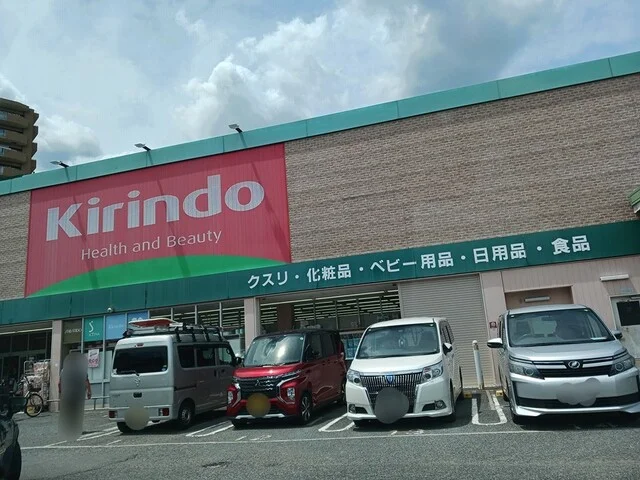 Kirindo
Health and Beauty
クスリ・化粧品・ベビー用品・日用品・食品